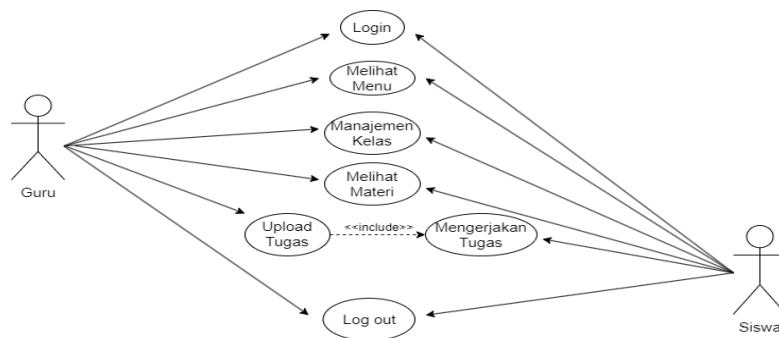 Login
Melihat
Menu
Manajemen
Kelas
Melihat
Materi
Guru
Upload
Tugas
<<include>>
Mengerjakan
Tugas
Log out
Siswa